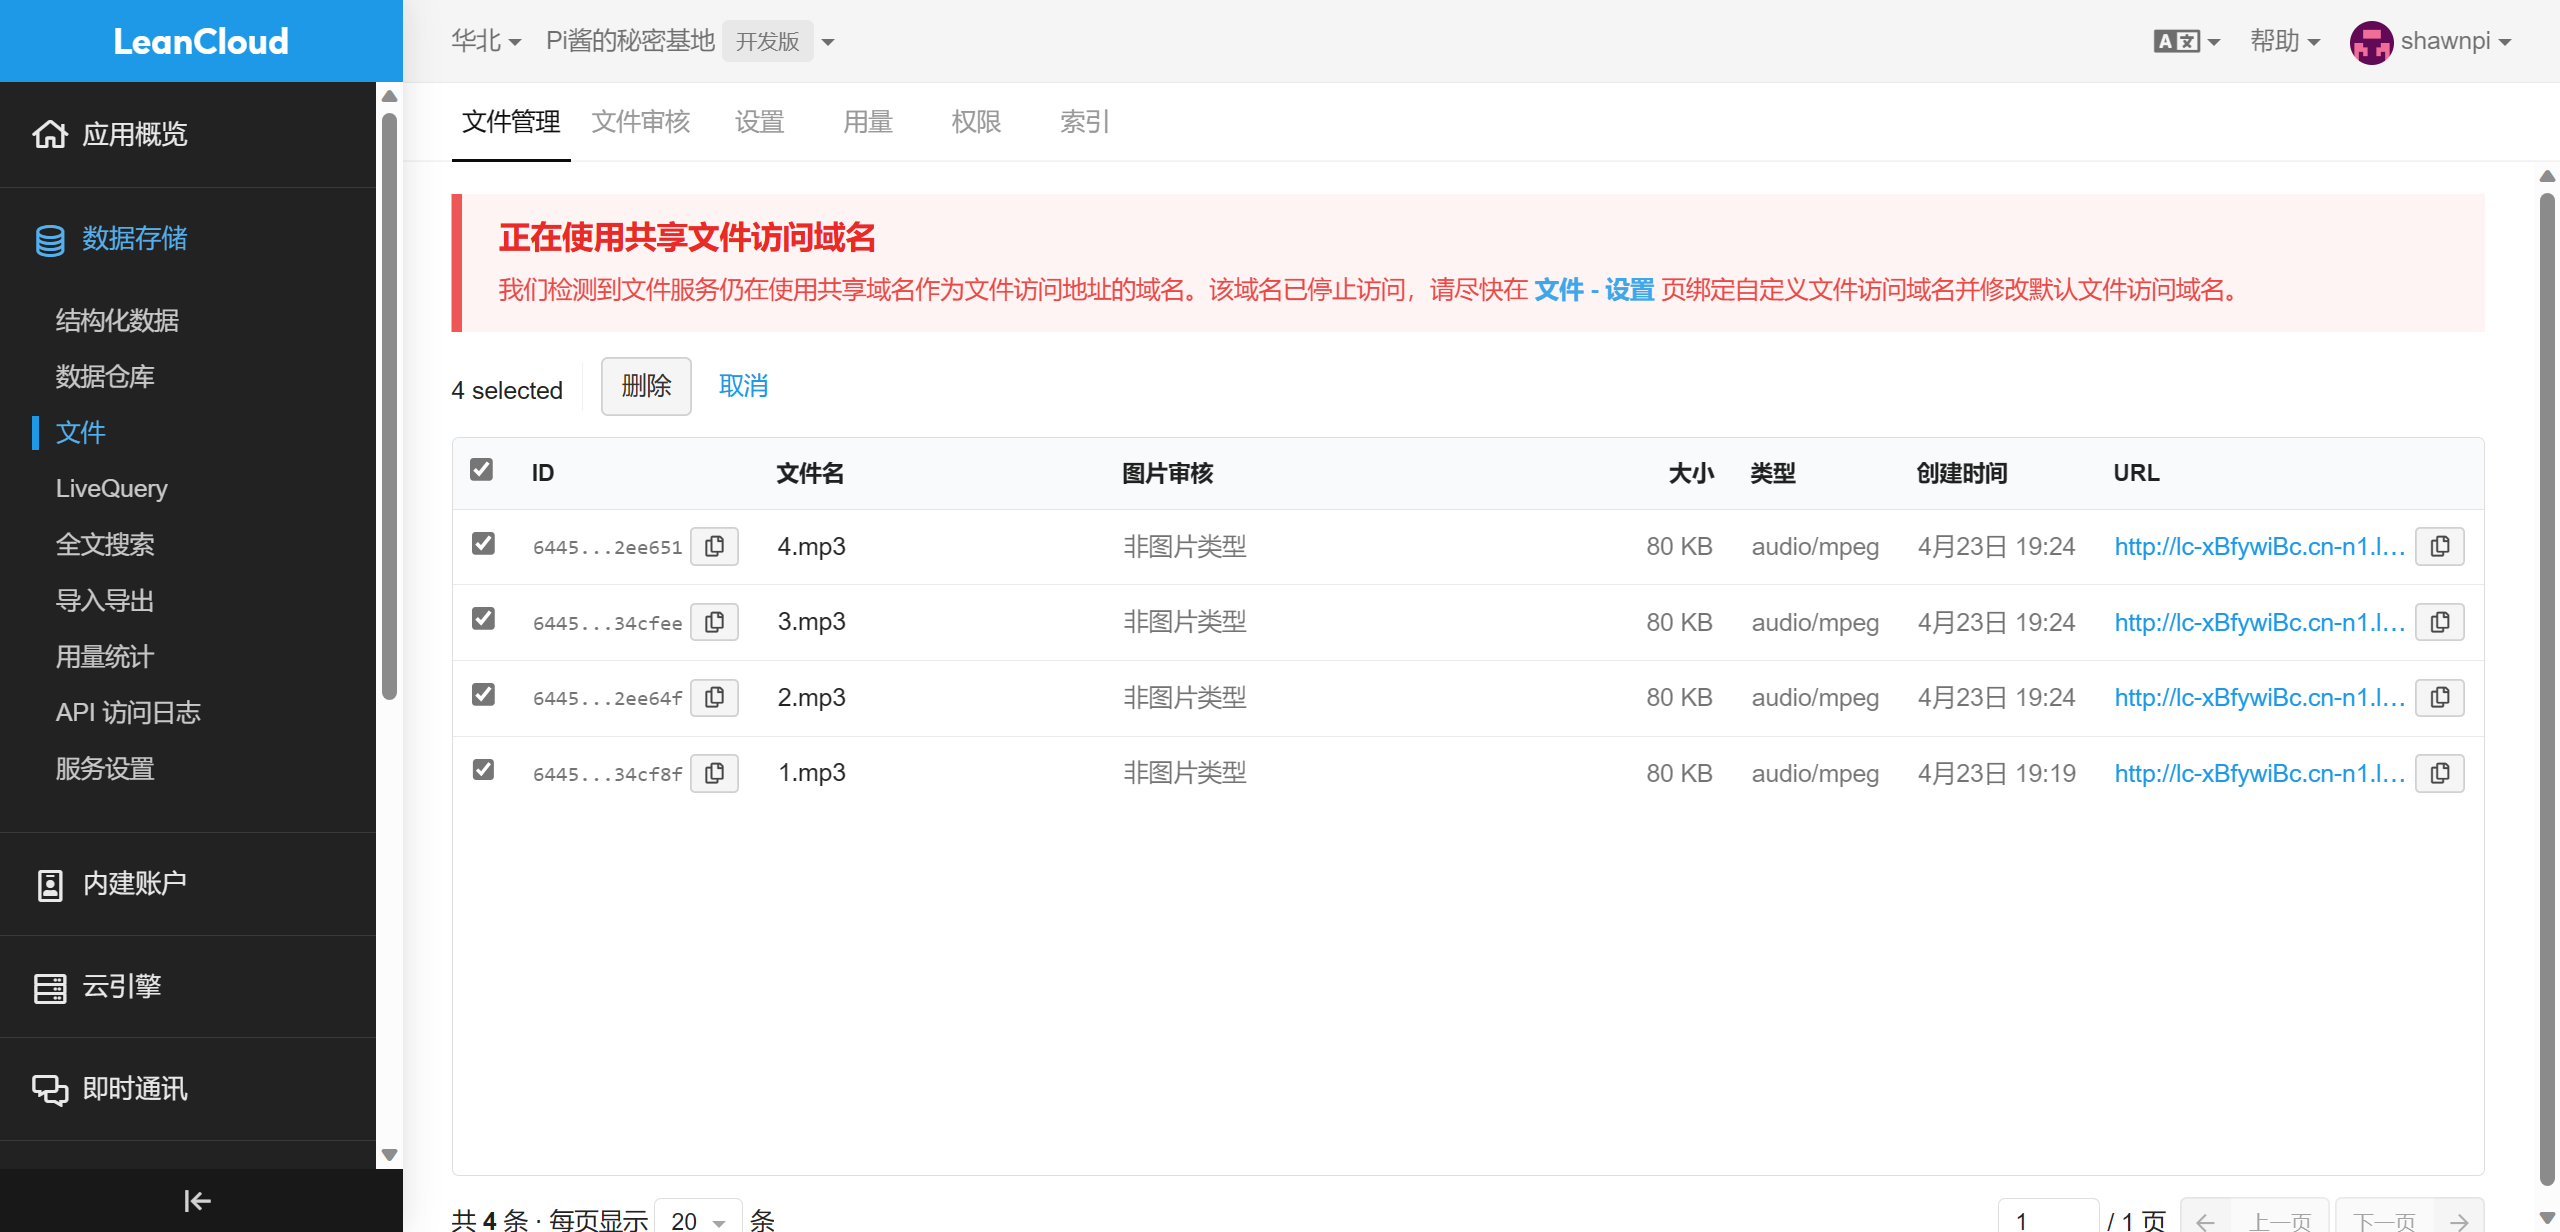 LeanCloud
华北
Pi酱的秘密基地 开发版
帮助
shawnpi
应用概览
数据存储
结构化数据
数据仓库
文件
LiveQuery
全文搜索
导入导出
用量统计
API 访问日志
服务设置
内建账户
云引擎
即时通讯
文件管理 文件审核 设置 用量 权限 索引
正在使用共享文件访问域名
我们检测到文件服务仍在使用共享域名作为文件访问地址的域名。该域名已停止访问，请尽快在 文件 - 设置 页绑定自定义文件访问域名并修改默认文件访问域名。
4 selected 删除 取消
ID 文件名 图片审核 大小 类型 创建时间 URL
6445...2ee651 4.mp3 非图片类型 80 KB audio/mpeg 4月23日 19:24 http://lc-xBfywiBc.cn-n1.l...
6445...34cfee 3.mp3 非图片类型 80 KB audio/mpeg 4月23日 19:24 http://lc-xBfywiBc.cn-n1.l...
6445...2ee64f 2.mp3 非图片类型 80 KB audio/mpeg 4月23日 19:24 http://lc-xBfywiBc.cn-n1.l...
6445...34cf8f 1.mp3 非图片类型 80 KB audio/mpeg 4月23日 19:19 http://lc-xBfywiBc.cn-n1.l...
共 4 条 · 每页显示 20 条
1 / 1 页 上一页 下一页